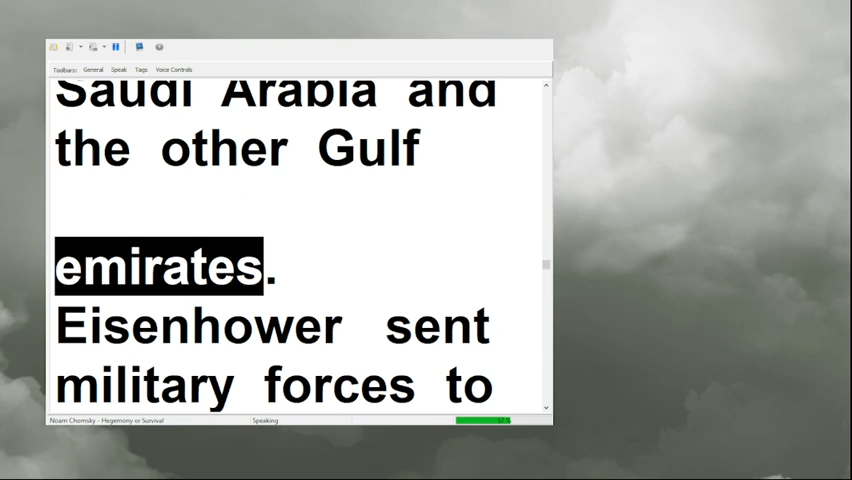 Toolbars: General Speak Tags Voice Controls
Saudi Arabia and
the other Gulf
emirates.
Eisenhower sent
military forces to
Noam Chomsky - Hegemony or Survival Speaking 57%